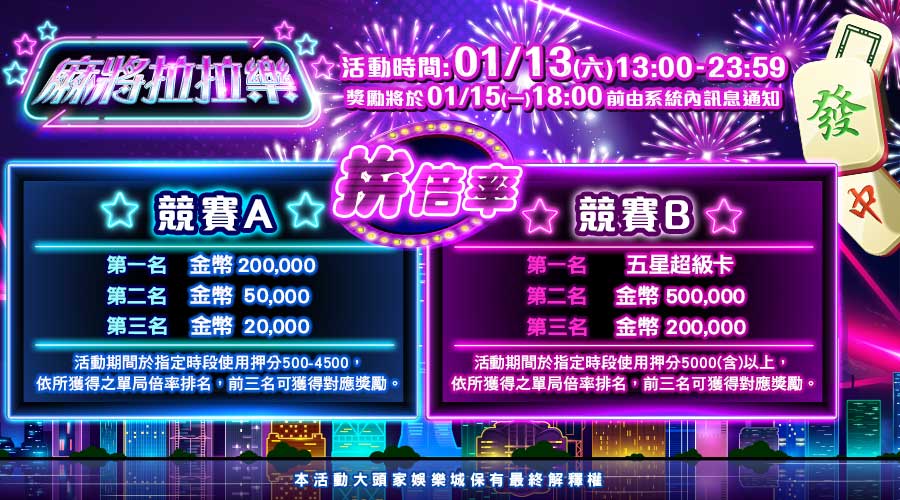 麻將拉拉樂
活動時間:01/13(六)13:00-23:59
獎勵將於01/15(一)18:00前由系統內訊息通知
發
中
拚倍率
競賽A
第一名 金幣 200,000
第二名 金幣 50,000
第三名 金幣 20,000
活動期間於指定時段使用押分500-4500，
依所獲得之單局倍率排名，前三名可獲得對應獎勵。
競賽B
第一名 五星超級卡
第二名 金幣 500,000
第三名 金幣 200,000
活動期間於指定時段使用押分5000(含)以上，
依所獲得之單局倍率排名，前三名可獲得對應獎勵。
本活動大頭家娛樂城保有最終解釋權